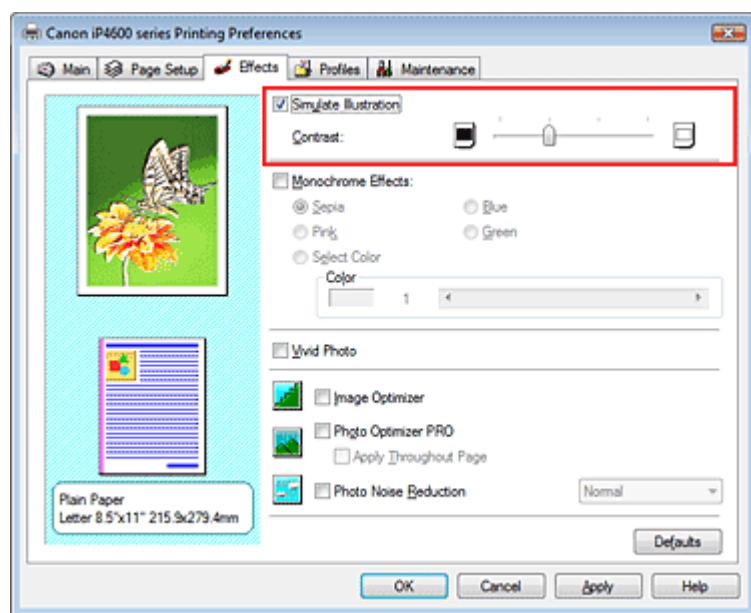 Canon iP4600 series Printing Preferences
Main Page Setup Effects Profiles Maintenance
Simulate Illustration
Contrast:
Monochrome Effects:
Sepia Blue
Pink Green
Select Color
Color
1
Vivid Photo
Image Optimizer
Photo Optimizer PRO
Apply Throughout Page
Photo Noise Reduction Normal
Plain Paper
Letter 8.5"x11" 215.9x279.4mm
Defaults
OK Cancel Apply Help